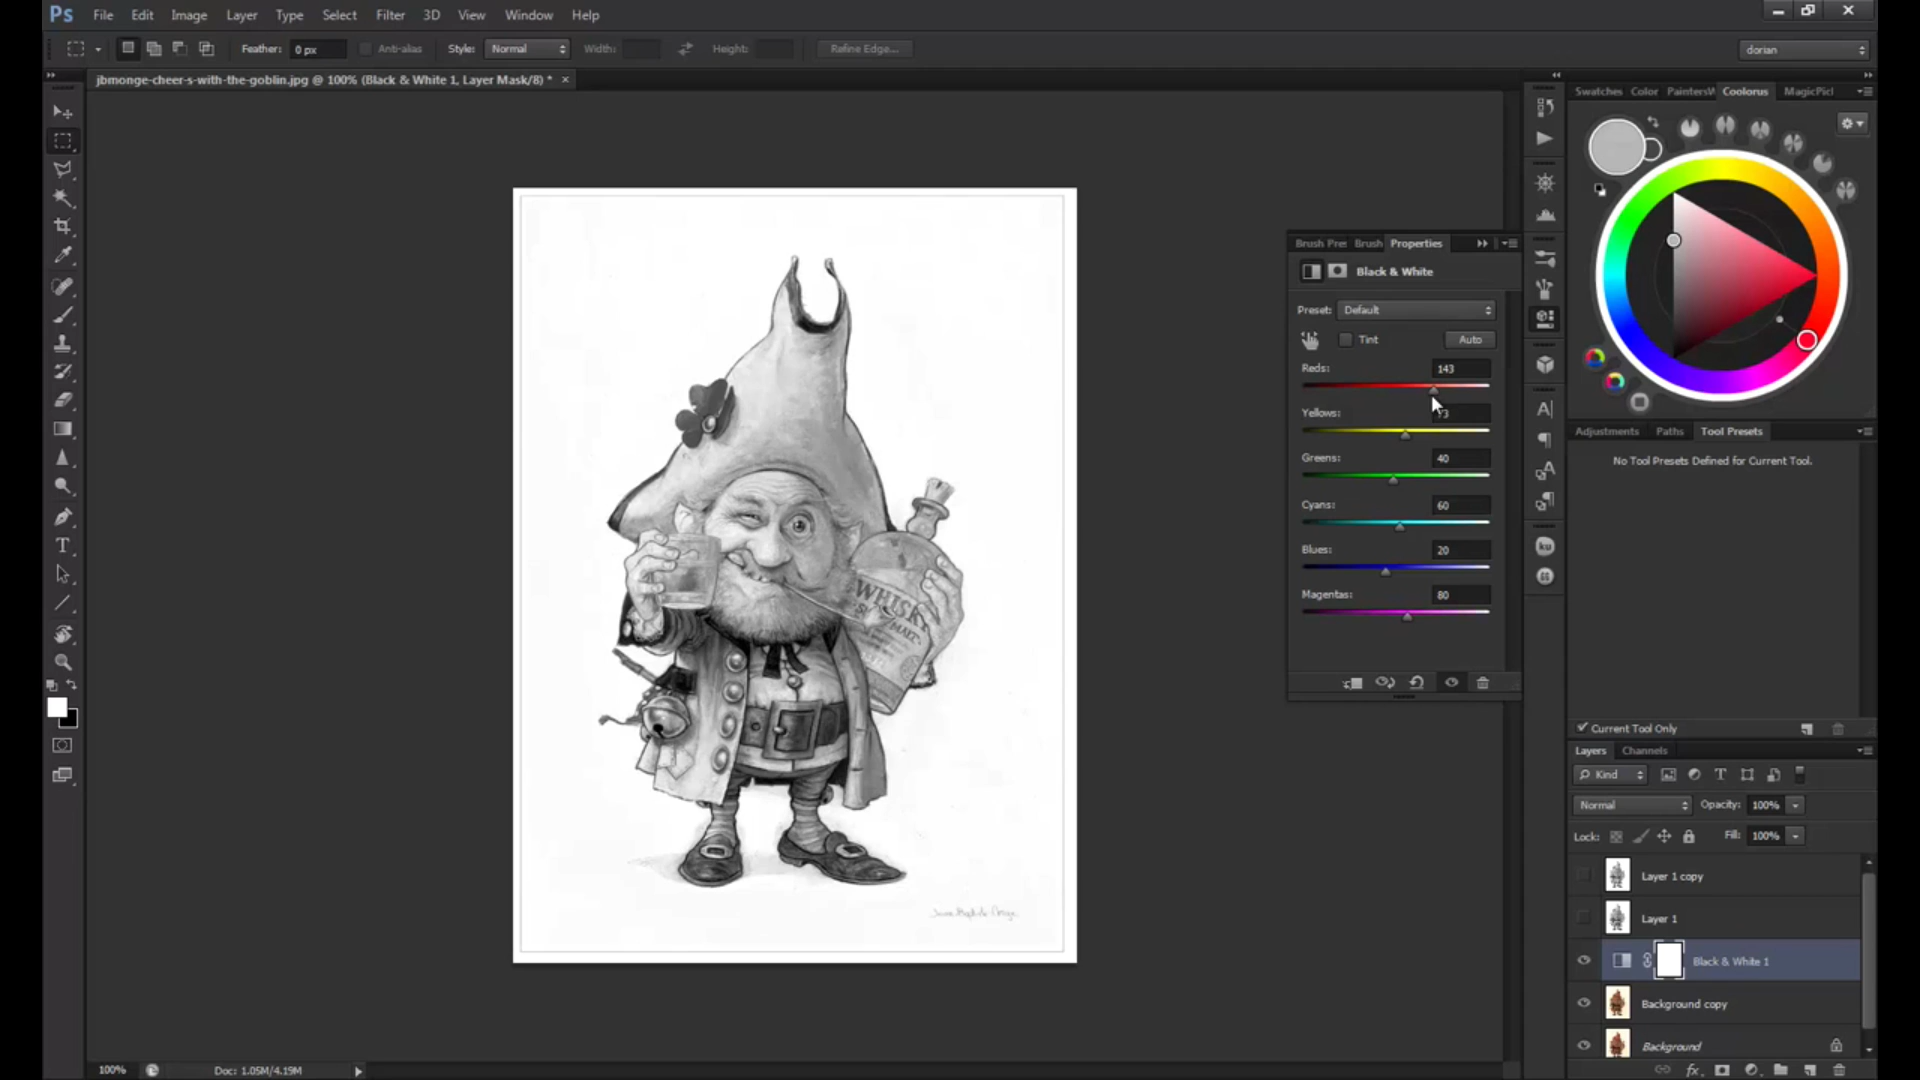 Ps File Edit Image Layer Type Select Filter 3D View Window Help
Feather: 0 px Anti-alias Style: Normal Width: Height: Refine Edge... dorian
jbmonge-cheer-s-with-the-goblin.jpg @ 100% (Black & White 1, Layer Mask/8) * ×
Swatches Color PaintersW Coolorus MagicPicl
Brush Pre: Brush Properties
Black & White
Preset: Default
Tint Auto
Reds: 143
Yellows: 73
Greens: 40
Cyans: 60
Blues: 20
Magentas: 80
Adjustments Paths Tool Presets
No Tool Presets Defined for Current Tool.
WHISKY
MALT
Current Tool Only
Layers Channels
Kind
Normal Opacity: 100%
Lock: Fill: 100%
Layer 1 copy
Layer 1
Black & White 1
Background copy
Background
100% Doc: 1.05M/4.19M